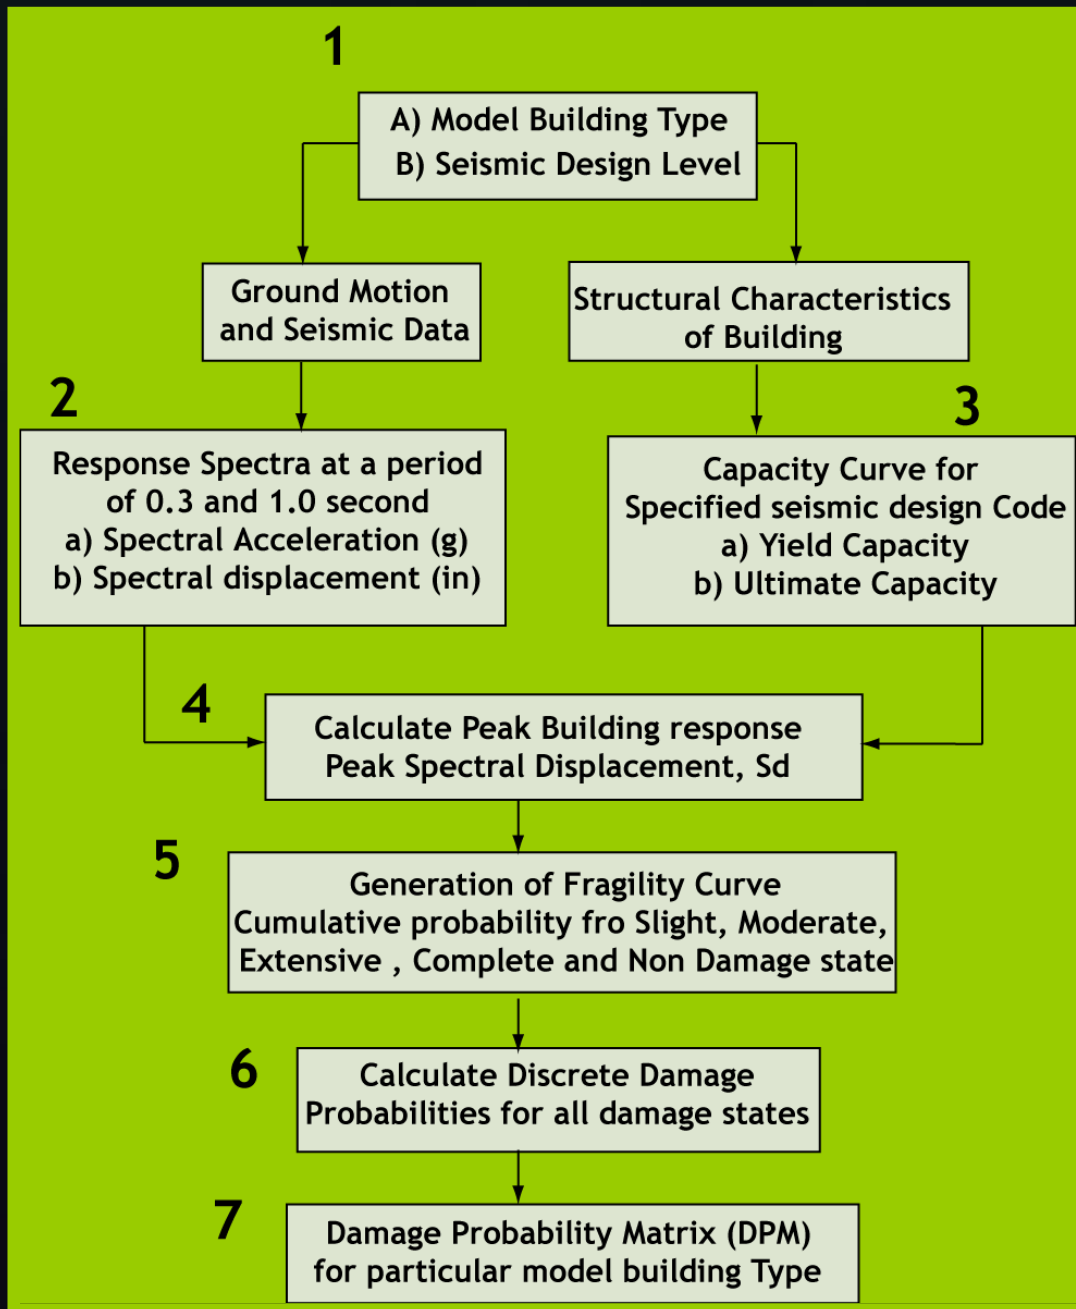 1
A) Model Building Type
B) Seismic Design Level
Ground Motion
and Seismic Data
Structural Characteristics
of Building
2
Response Spectra at a period
of 0.3 and 1.0 second
a) Spectral Acceleration (g)
b) Spectral displacement (in)
3
Capacity Curve for
Specified seismic design Code
a) Yield Capacity
b) Ultimate Capacity
4
Calculate Peak Building response
Peak Spectral Displacement, Sd
5
Generation of Fragility Curve
Cumulative probability fro Slight, Moderate,
Extensive , Complete and Non Damage state
6
Calculate Discrete Damage
Probabilities for all damage states
7
Damage Probability Matrix (DPM)
for particular model building Type